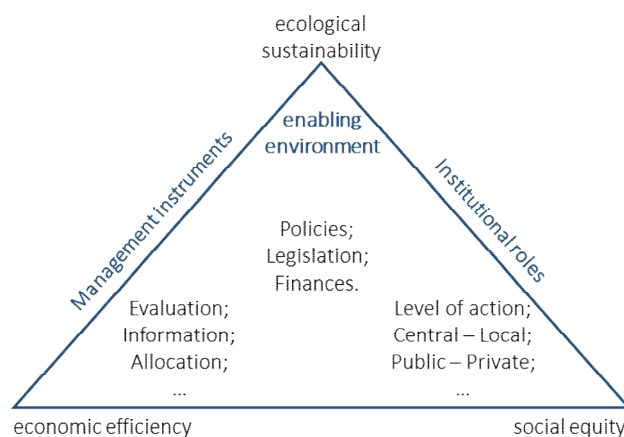 ecological
sustainability
enabling
environment
Management instruments
Institutional roles
Policies;
Legislation;
Finances.
Evaluation;
Information;
Allocation;
...
Level of action;
Central – Local;
Public – Private;
...
economic efficiency
social equity